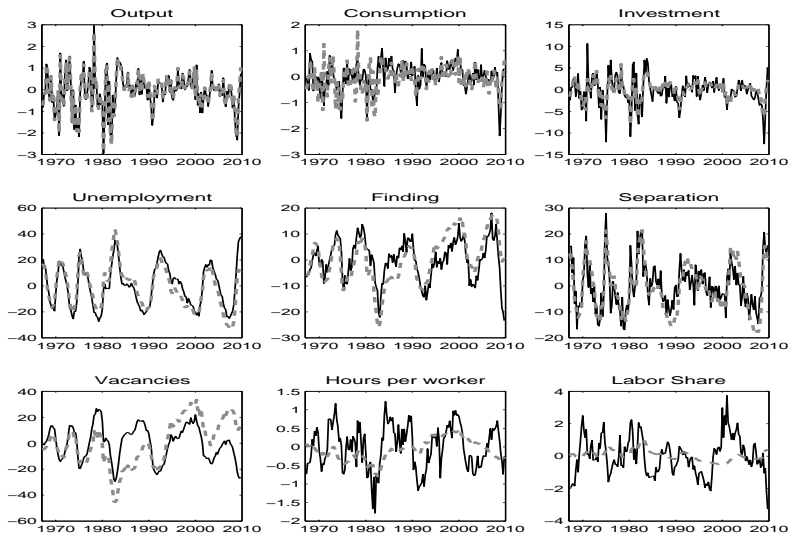 Output Consumption Investment
3 2 15
2 10
1 1 5
0 0 0
−1 −1 −5
−2 −2 −10
−3 −3 −15
1970 1980 1990 2000 2010 1970 1980 1990 2000 2010 1970 1980 1990 2000 2010
Unemployment Finding Separation
60 20 30
40 10 20
20 0 10
0 −10 0
−20 −20 −10
−40 −30 −20
1970 1980 1990 2000 2010 1970 1980 1990 2000 2010 1970 1980 1990 2000 2010
Vacancies Hours per worker Labor Share
40 1.5 4
20 1 2
0 0.5 0
−20 0 −2
−40 −0.5 −4
−60 −1
−1.5
−2
1970 1980 1990 2000 2010 1970 1980 1990 2000 2010 1970 1980 1990 2000 2010